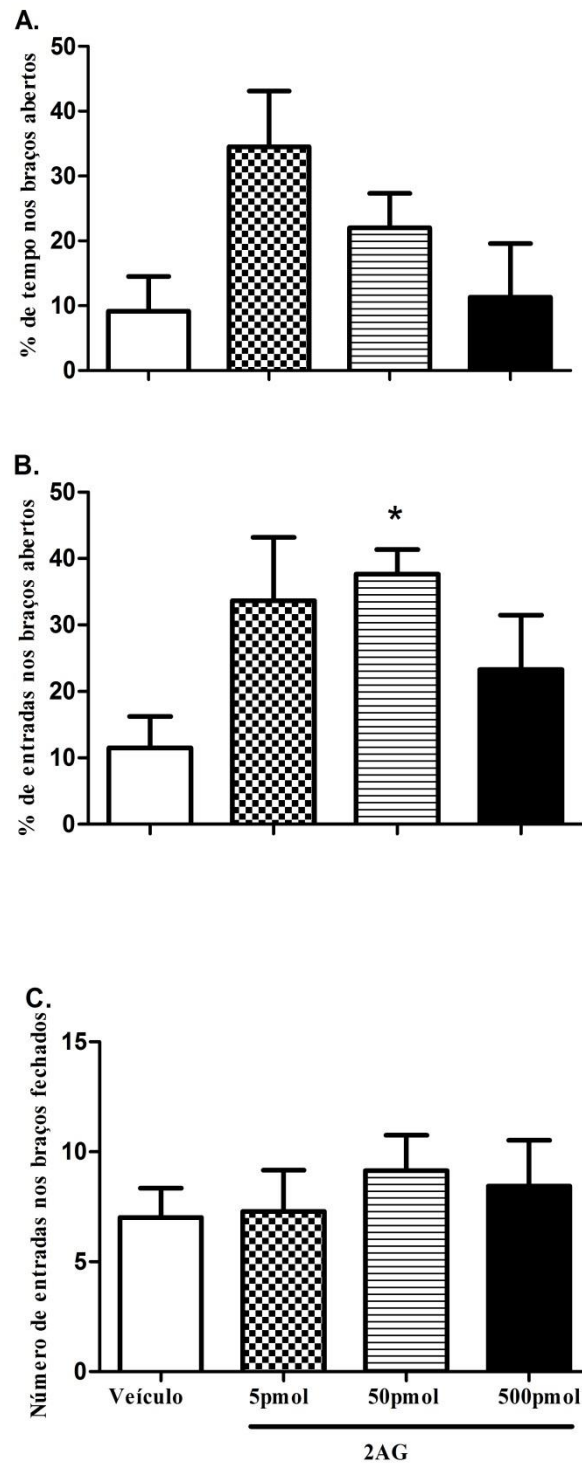 A.
% de tempo nos braços abertos
50
40
30
20
10
0
B.
% de entradas nos braços abertos
50
40
30
20
10
0
*
C.
Número de entradas nos braços fechados
15
10
5
0
Veículo 5pmol 50pmol 500pmol
2AG